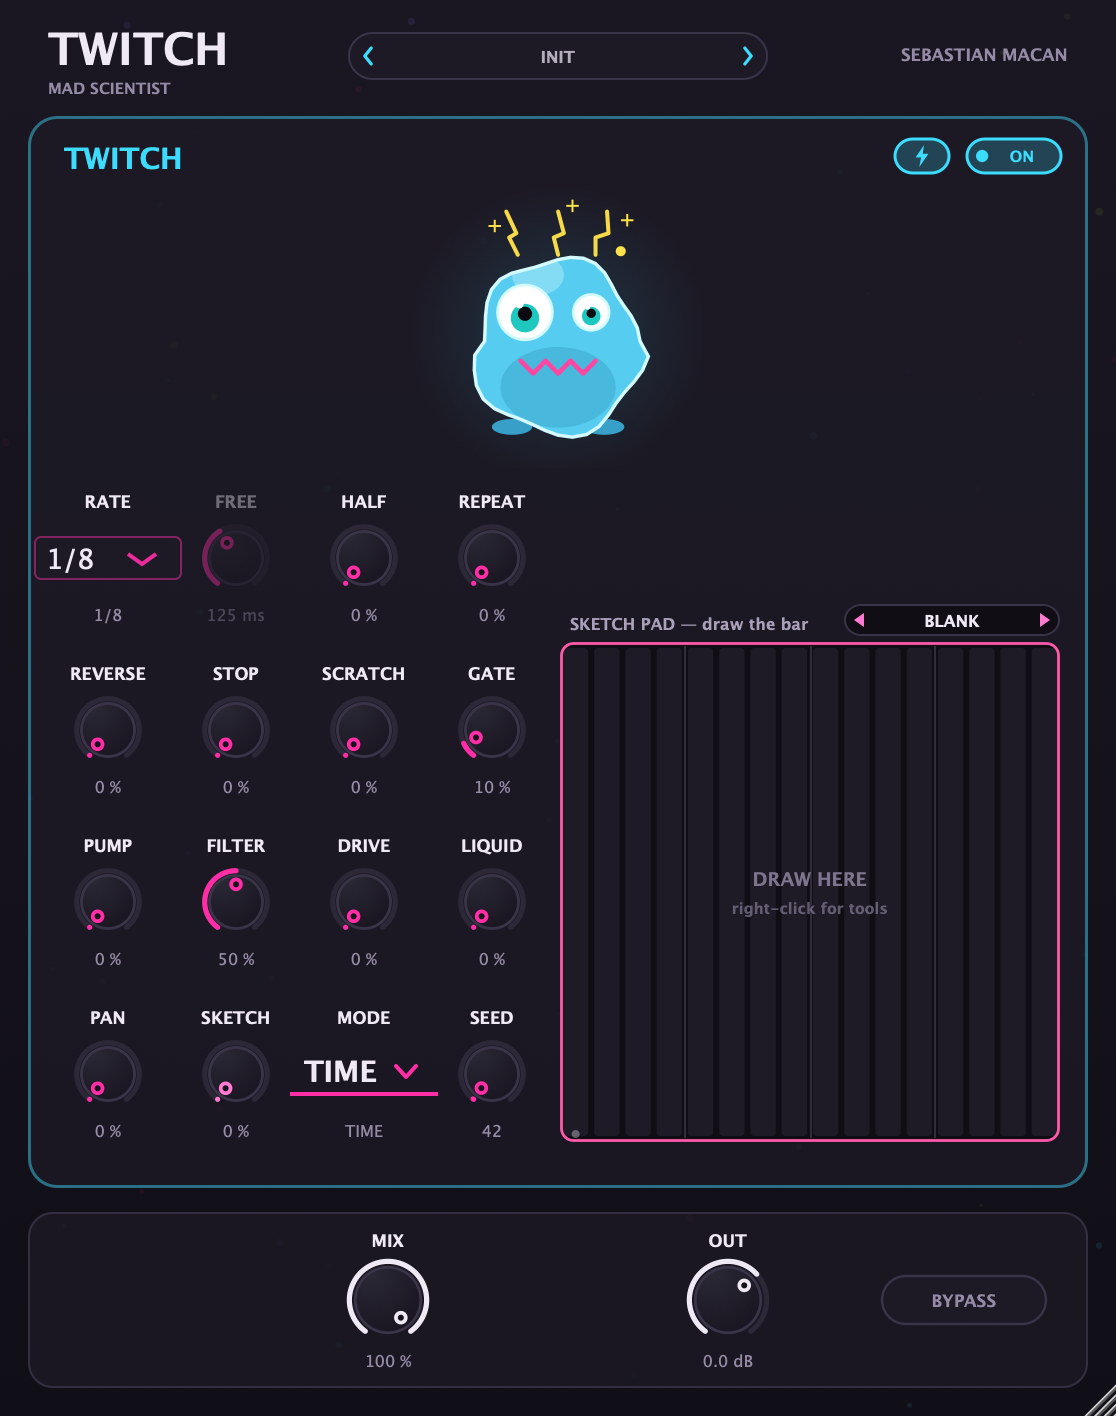 TWITCH
MAD SCIENTIST
INIT
SEBASTIAN MACAN
TWITCH
ON
RATE
FREE
HALF
REPEAT
1/8
1/8
125 ms
0 %
0 %
SKETCH PAD — draw the bar
BLANK
REVERSE
STOP
SCRATCH
GATE
0 %
0 %
0 %
10 %
PUMP
FILTER
DRIVE
LIQUID
0 %
50 %
0 %
0 %
DRAW HERE
right-click for tools
PAN
SKETCH
MODE
SEED
TIME
0 %
0 %
TIME
42
MIX
OUT
100 %
0.0 dB
BYPASS